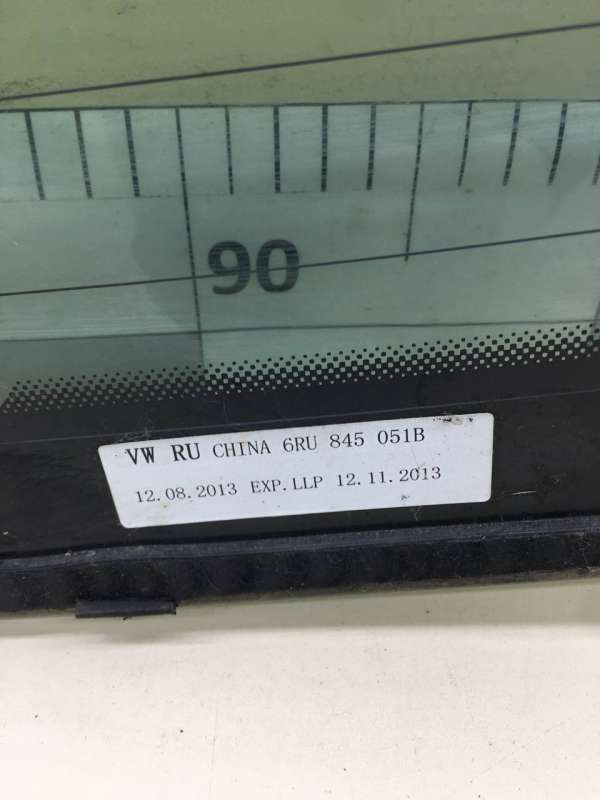 90
VW RU CHINA 6RU 845 051B
12.08.2013 EXP.LLP 12.11.2013